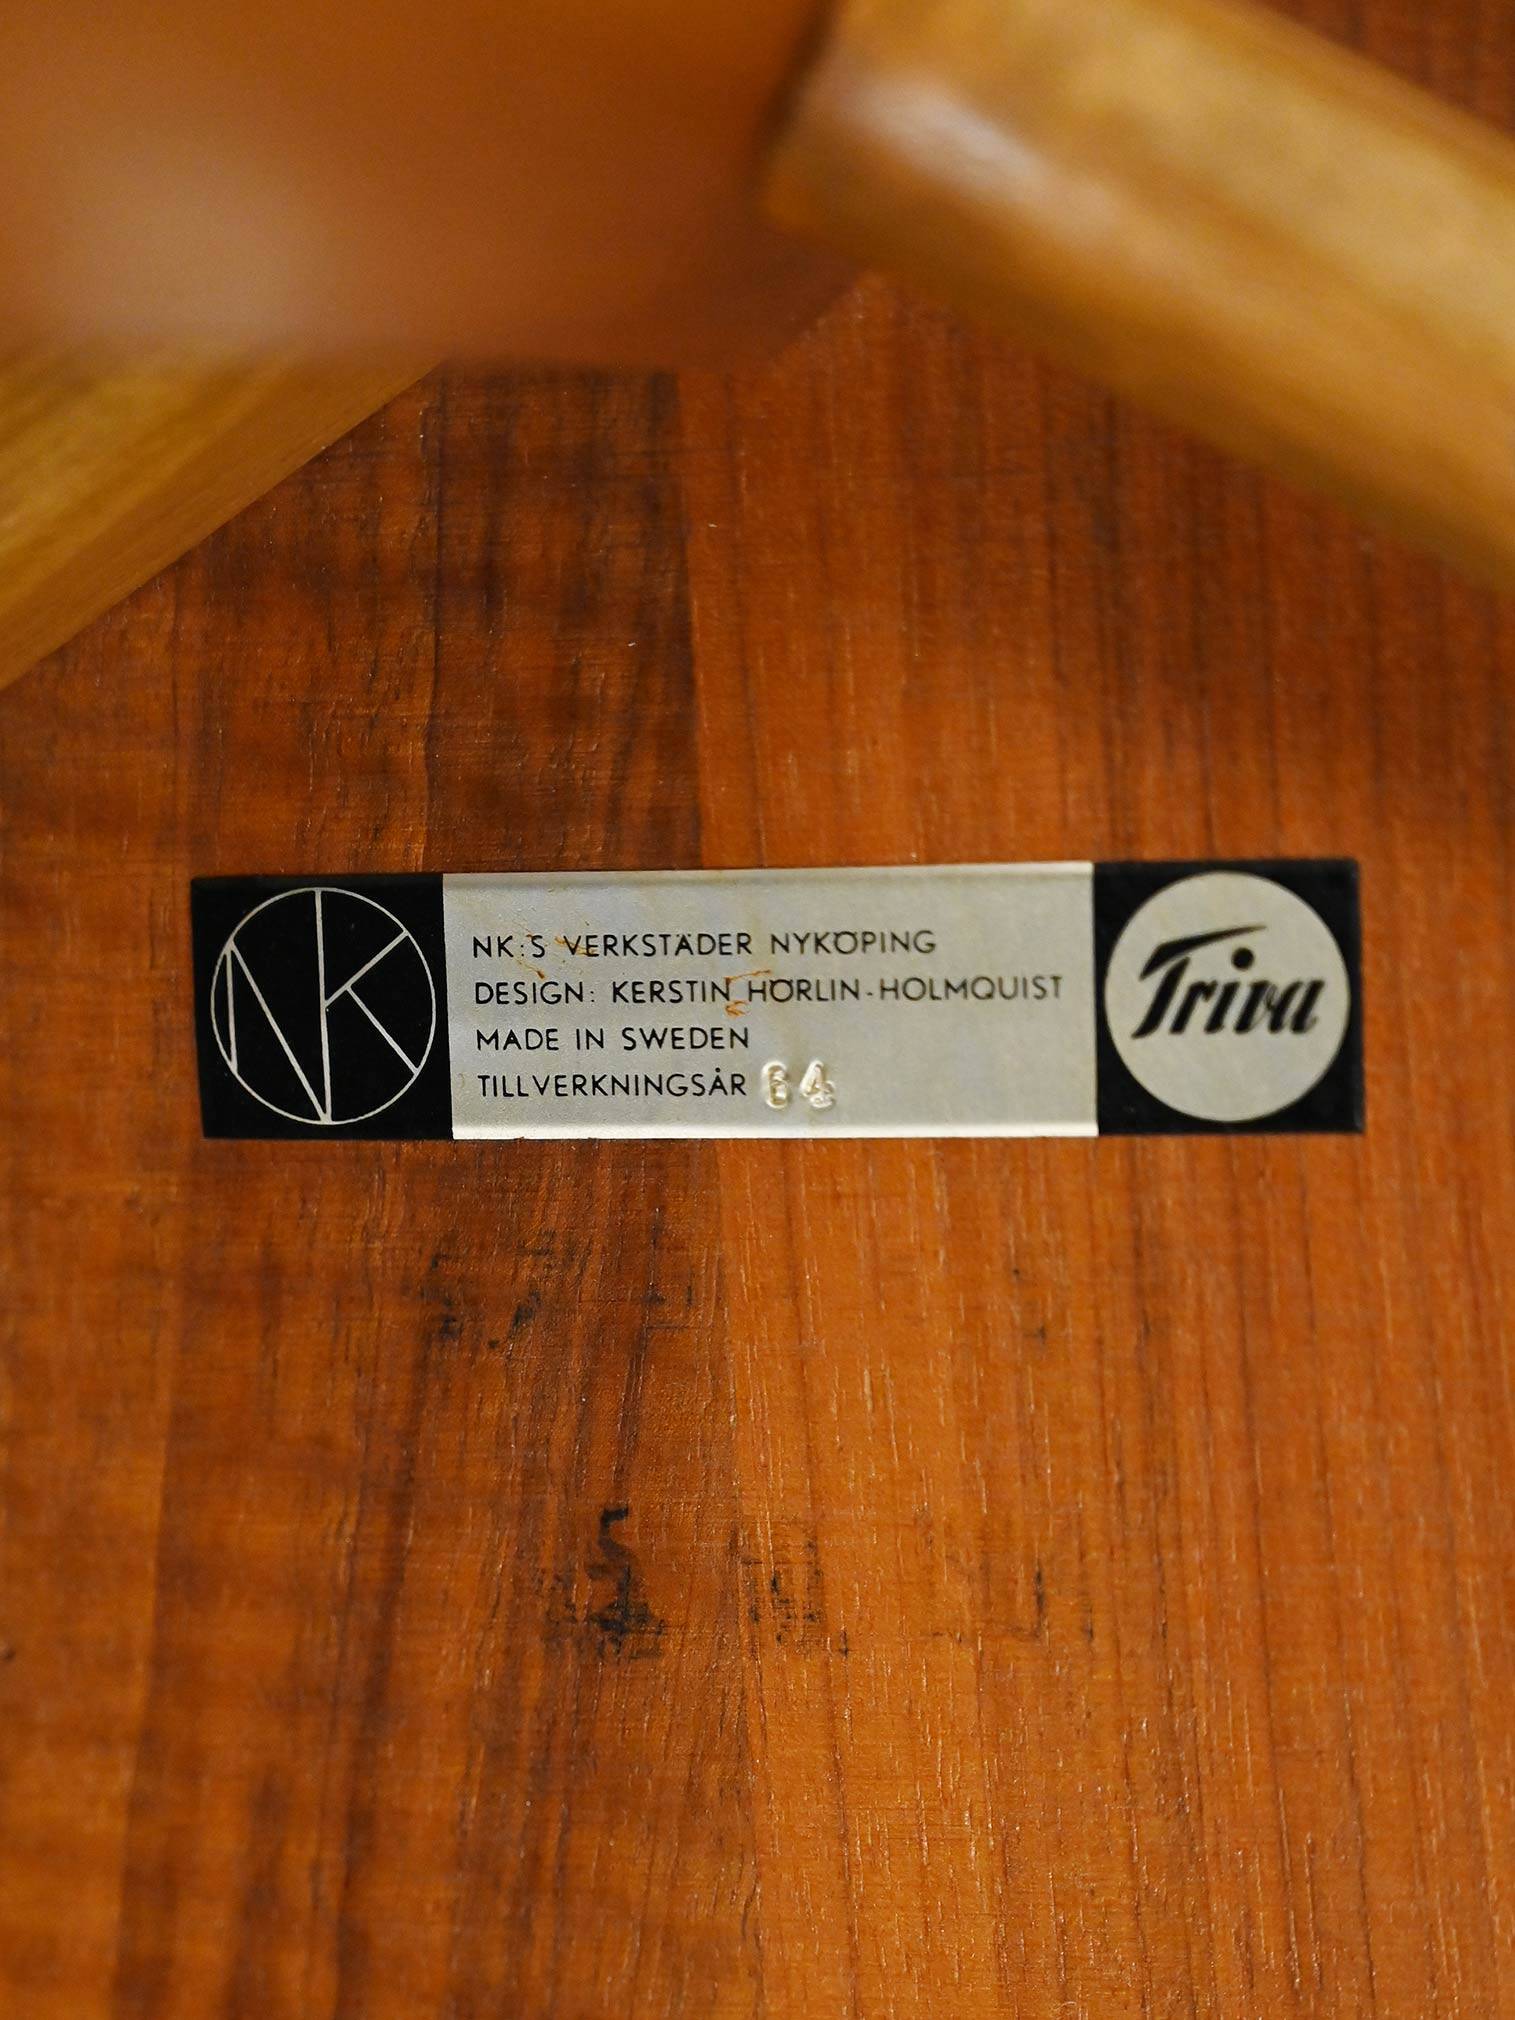 NK
NK:S VERKSTÄDER NYKÖPING
DESIGN: KERSTIN HÖRLIN-HOLMQUIST
MADE IN SWEDEN
TILLVERKNINGSÅR 64
Triva